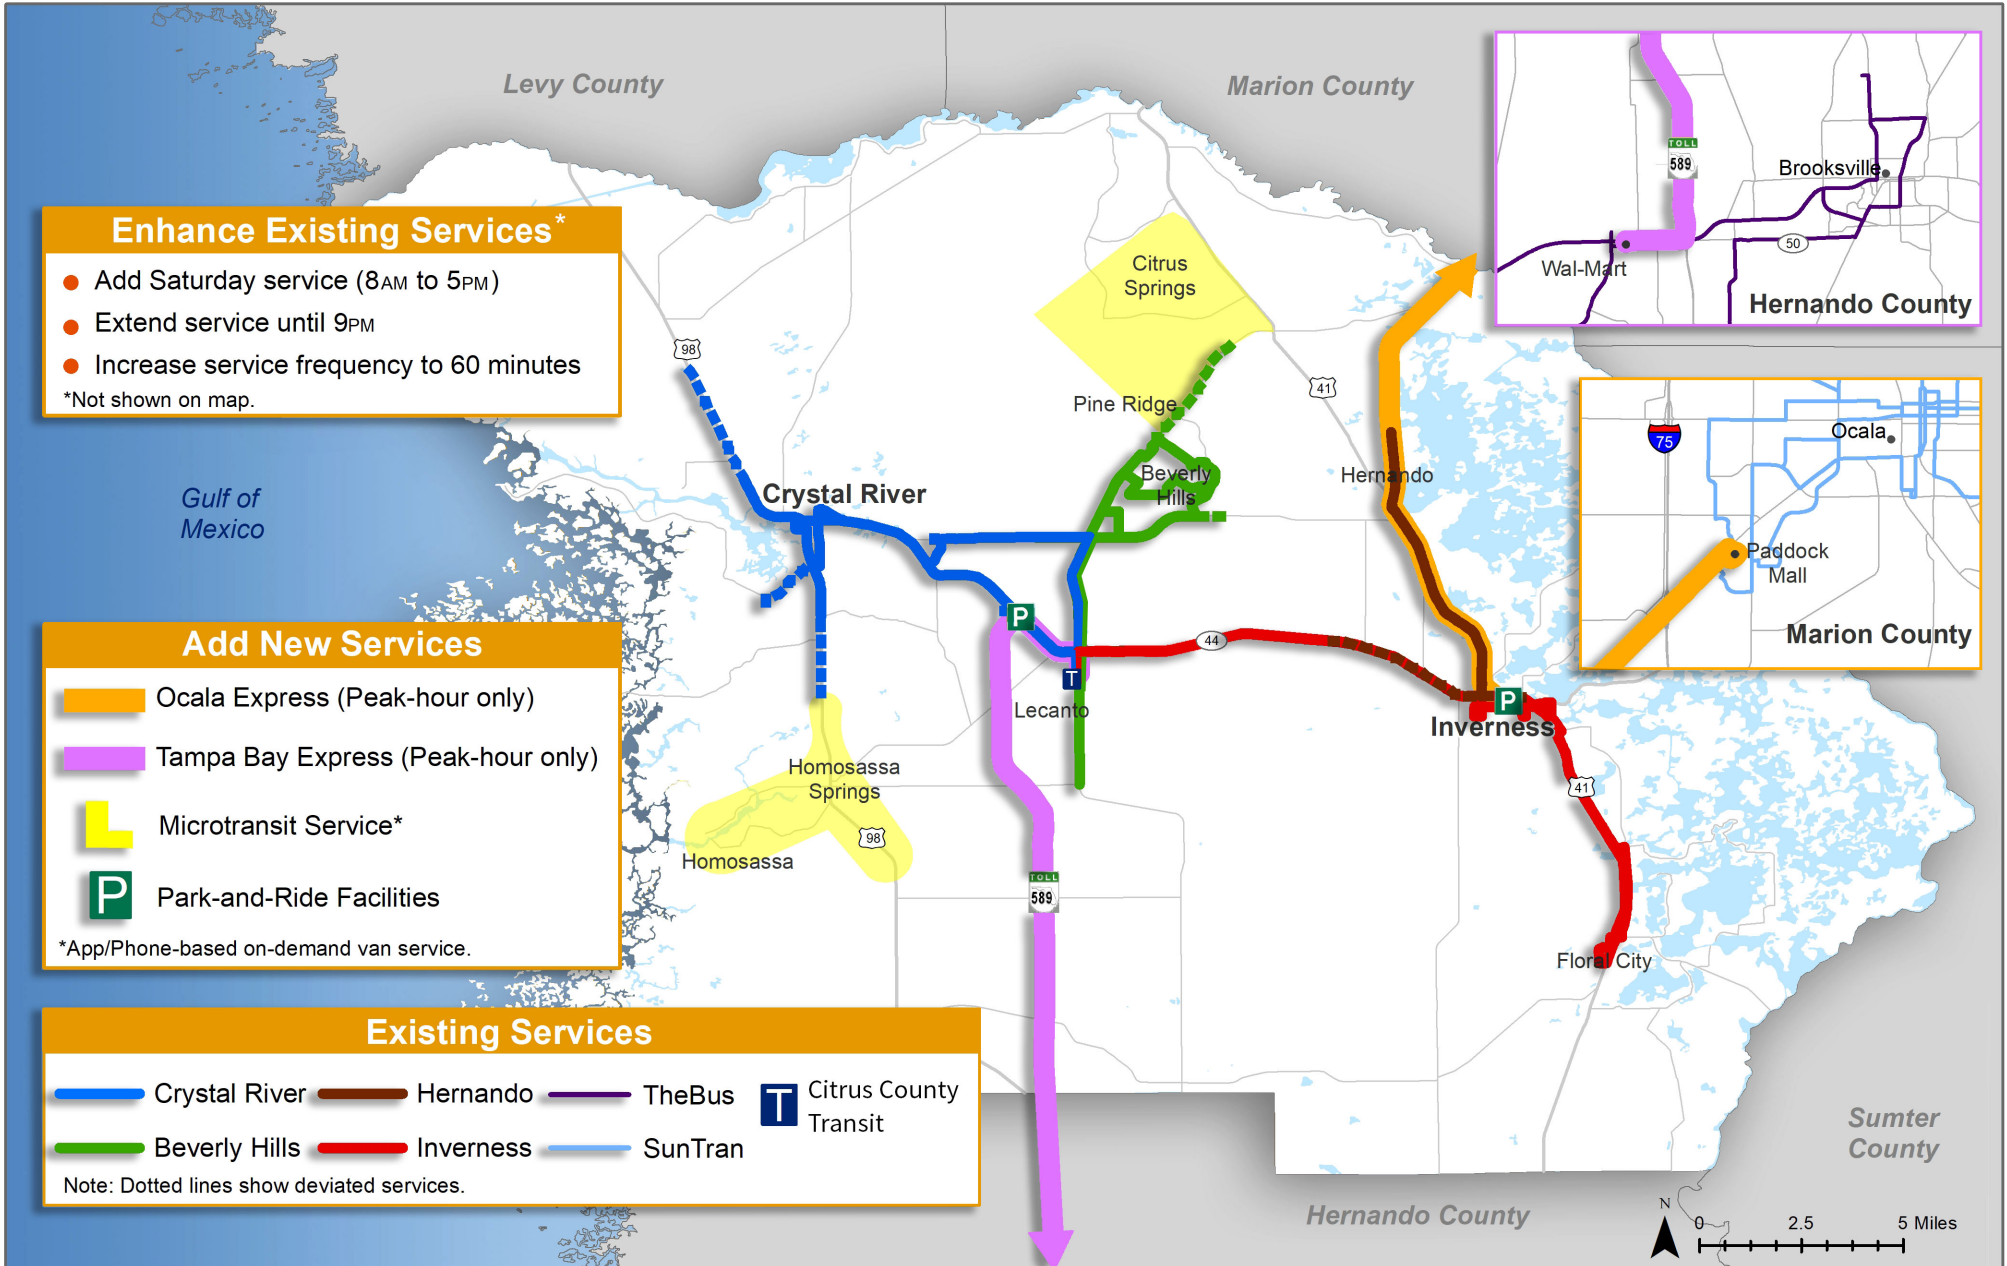 Levy County
Marion County
Enhance Existing Services*
Add Saturday service (8AM to 5PM)
Extend service until 9PM
Increase service frequency to 60 minutes
*Not shown on map.
TOLL
589
Brooksville
50
Wal-Mart
Hernando County
Citrus
Springs
98
Pine Ridge
41
Beverly
Hills
Hernando
Crystal River
Gulf of
Mexico
75
Ocala
Paddock
Mall
Marion County
P
44
T
Lecanto
P
Inverness
Add New Services
Ocala Express (Peak-hour only)
Tampa Bay Express (Peak-hour only)
Microtransit Service*
P
Park-and-Ride Facilities
*App/Phone-based on-demand van service.
Homosassa
Springs
98
Homosassa
41
TOLL
589
Floral City
Existing Services
Crystal River
Hernando
TheBus
T
Citrus County
Transit
Beverly Hills
Inverness
SunTran
Note: Dotted lines show deviated services.
Sumter
County
Hernando County
N
0
2.5
5 Miles